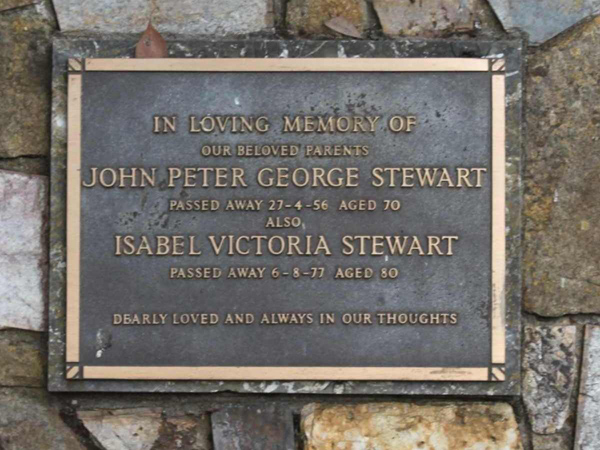 IN LOVING MEMORY OF
OUR BELOVED PARENTS
JOHN PETER GEORGE STEWART
PASSED AWAY 27-4-56 AGED 70
ALSO
ISABEL VICTORIA STEWART
PASSED AWAY 6-8-77 AGED 80
DEARLY LOVED AND ALWAYS IN OUR THOUGHTS